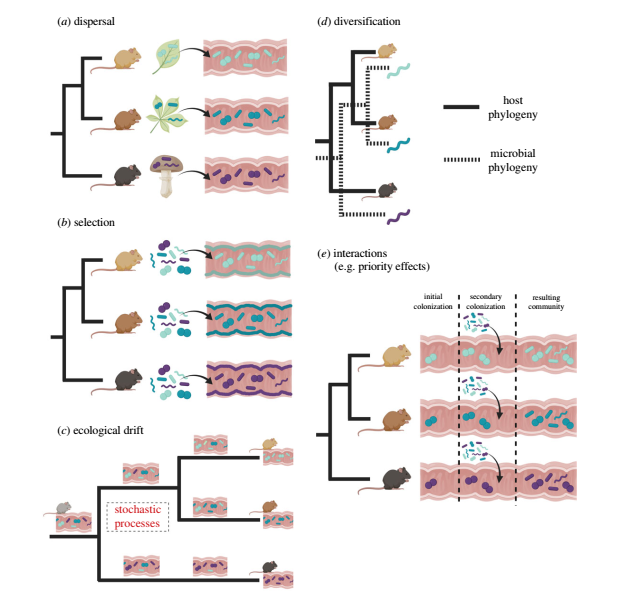 (a) dispersal
(b) selection
(c) ecological drift
stochastic
processes
(d) diversification
host
phylogeny
microbial
phylogeny
(e) interactions
(e.g. priority effects)
initial
colonization
secondary
colonization
resulting
community